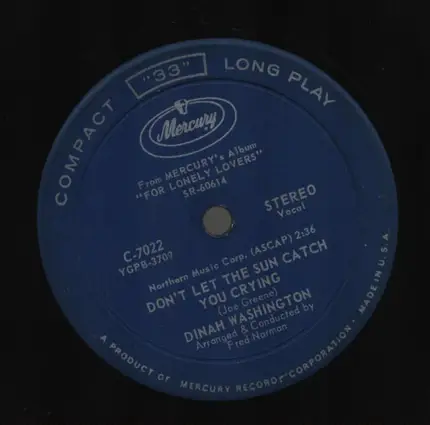 COMPACT "33" LONG PLAY
Mercury
From MERCURY's Album
"FOR LONELY LOVERS"
SR-60614
STEREO
Vocal
C-7022
YGPB-3707
Northern Music Corp. (ASCAP) 2:36
DON'T LET THE SUN CATCH
YOU CRYING
(Joe Greene)
DINAH WASHINGTON
Arranged & Conducted by
Fred Norman
A PRODUCT OF MERCURY RECORD CORPORATION. MADE IN U.S.A.